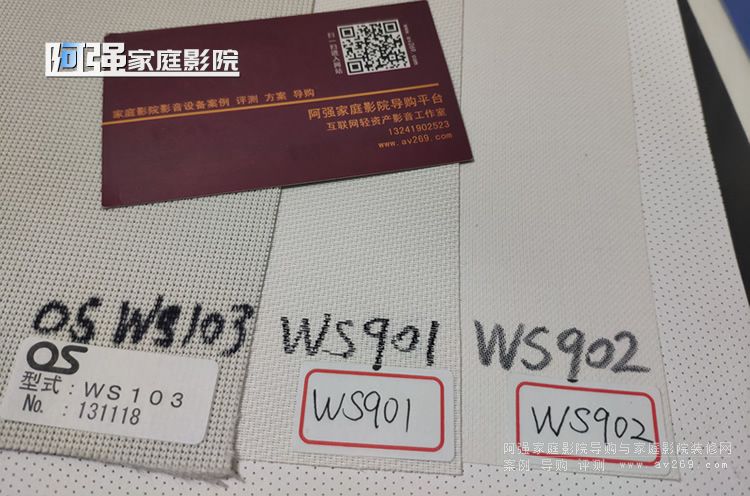 阿强家庭影院
扫一扫进入网站
www.av269.com
家庭影院影音设备案例 评测 方案 导购
阿强家庭影院导购平台
互联网轻资产影音工作室
13241902523
www.av269.com
OS WS103
WS901
WS902
OS
型式:WS103
No. :131118
WS901
WS902
阿强家庭影院导购与家庭影院装修网
案例 导购 评测 www.av269.com